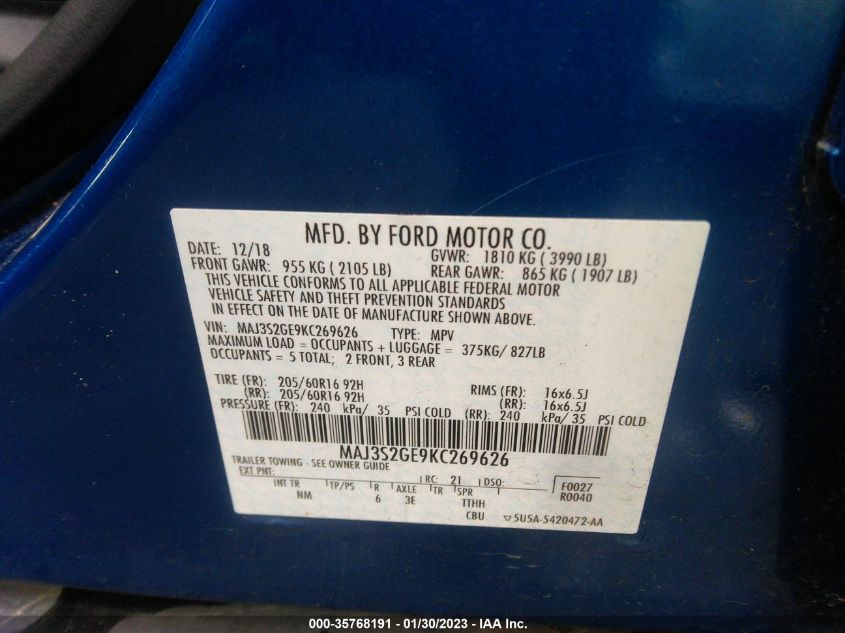 MFD. BY FORD MOTOR CO.
DATE: 12/18 GVWR: 1810 KG ( 3990 LB)
FRONT GAWR: 955 KG ( 2105 LB) REAR GAWR: 865 KG ( 1907 LB)
THIS VEHICLE CONFORMS TO ALL APPLICABLE FEDERAL MOTOR
VEHICLE SAFETY AND THEFT PREVENTION STANDARDS
IN EFFECT ON THE DATE OF MANUFACTURE SHOWN ABOVE.
VIN: MAJ3S2GE9KC269626 TYPE: MPV
MAXIMUM LOAD = OCCUPANTS + LUGGAGE = 375KG/ 827LB
OCCUPANTS = 5 TOTAL; 2 FRONT, 3 REAR
TIRE (FR): 205/60R16 92H RIMS (FR): 16x6.5J
(RR): 205/60R16 92H (RR): 16x6.5J
PRESSURE (FR): 240 kPa/ 35 PSI COLD (RR): 240 kPa/ 35 PSI COLD
MAJ3S2GE9KC269626
TRAILER TOWING - SEE OWNER GUIDE
EXT PNT: RC: 21 DSO: F0027
R0040
INT TR TP/PS R AXLE TR SPR
NM 6 3E TTHH
CBU ▽5U5A-5420472-AA
000-35768191 - 01/30/2023 - IAA Inc.